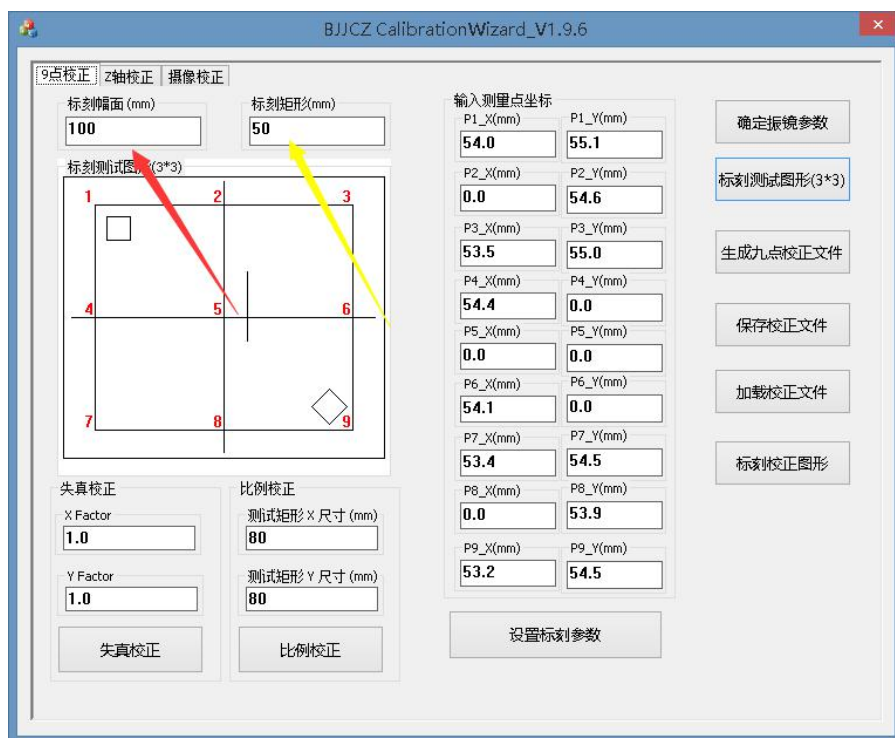 BJJCZ CalibrationWizard_V1.9.6
9点校正 Z轴校正 摄像校正
标刻幅面 (mm) 标刻矩形(mm)
100 50
标刻测试图形(3*3)
1 2 3
4 5 6
7 8 9
失真校正
X Factor
1.0
Y Factor
1.0
失真校正
比例校正
测试矩形 X 尺寸 (mm)
80
测试矩形 Y 尺寸 (mm)
80
比例校正
输入测量点坐标
P1_X(mm) P1_Y(mm)
54.0 55.1
P2_X(mm) P2_Y(mm)
0.0 54.6
P3_X(mm) P3_Y(mm)
53.5 55.0
P4_X(mm) P4_Y(mm)
54.4 0.0
P5_X(mm) P5_Y(mm)
0.0 0.0
P6_X(mm) P6_Y(mm)
54.1 0.0
P7_X(mm) P7_Y(mm)
53.4 54.5
P8_X(mm) P8_Y(mm)
0.0 53.9
P9_X(mm) P9_Y(mm)
53.2 54.5
设置标刻参数
确定振镜参数
标刻测试图形(3*3)
生成九点校正文件
保存校正文件
加载校正文件
标刻校正图形